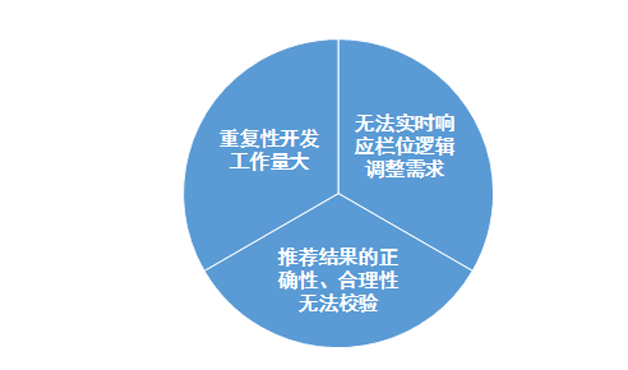 重复性开发
工作量大
无法实时响
应栏位逻辑
调整需求
推荐结果的正
确性、合理性
无法校验